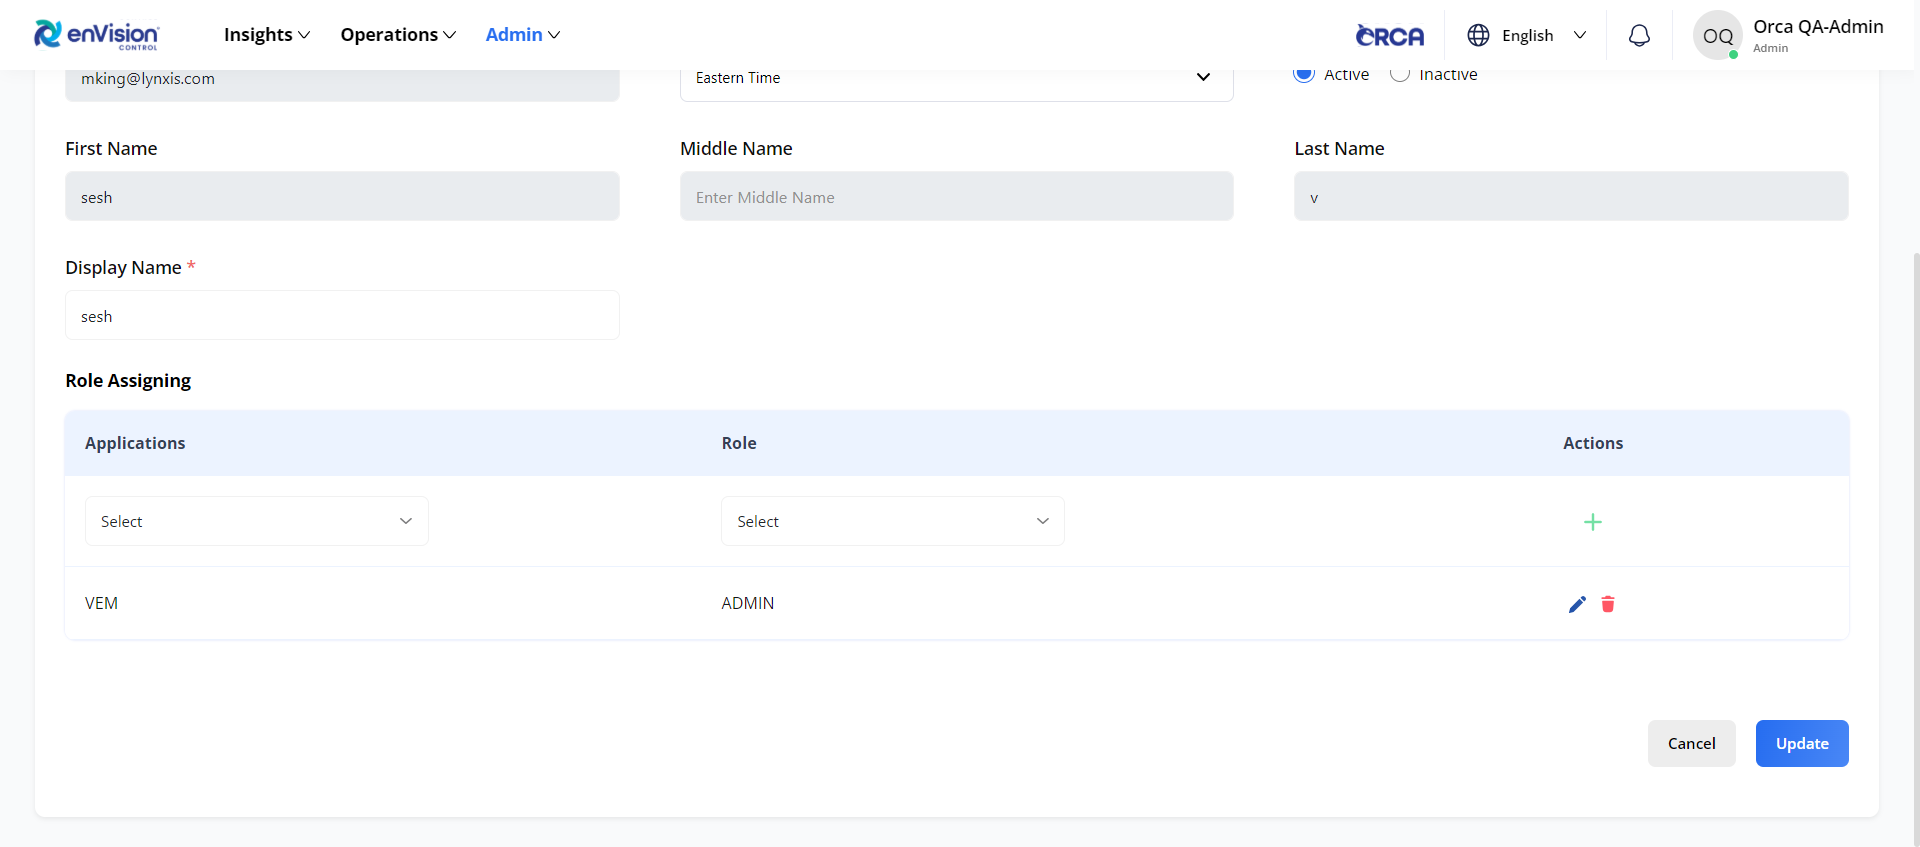 enVision
CONTROL
Insights
Operations
Admin
ORCA
English
OQ
Orca QA-Admin
Admin
mking@lynxis.com
Eastern Time
Active
Inactive
First Name
Middle Name
Last Name
sesh
Enter Middle Name
v
Display Name *
sesh
Role Assigning
Applications
Role
Actions
Select
Select
VEM
ADMIN
Cancel
Update